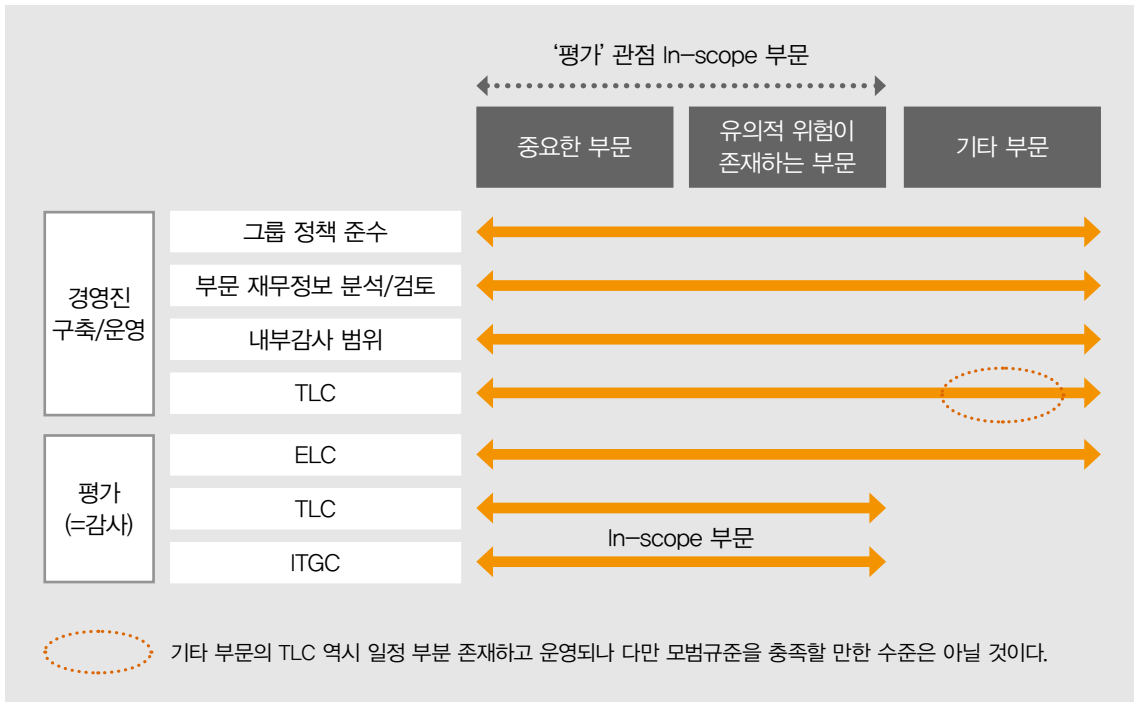 ‘평가’ 관점 In-scope 부문
중요한 부문
유의적 위험이
존재하는 부문
기타 부문
경영진
구축/운영
그룹 정책 준수
부문 재무정보 분석/검토
내부감사 범위
TLC
평가
(=감사)
ELC
TLC
ITGC
In-scope 부문
기타 부문의 TLC 역시 일정 부분 존재하고 운영되나 다만 모범규준을 충족할 만한 수준은 아닐 것이다.